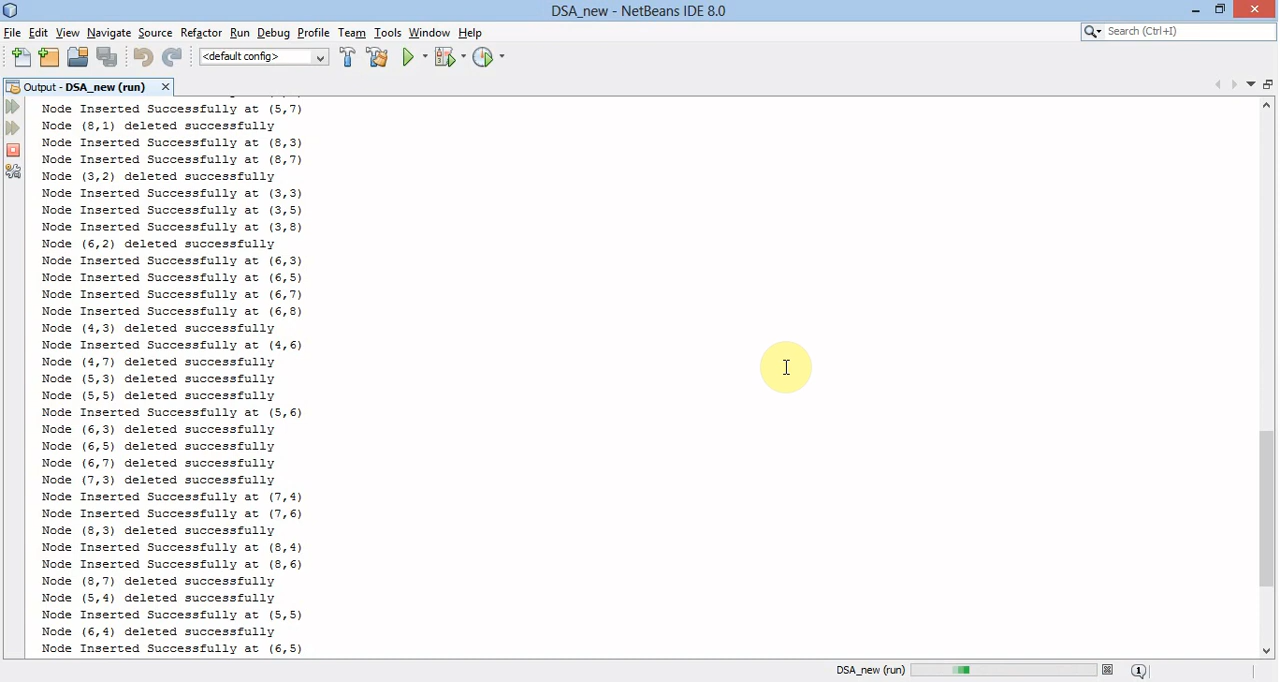 DSA_new - NetBeans IDE 8.0
File Edit View Navigate Source Refactor Run Debug Profile Team Tools Window Help
Search (Ctrl+I)
<default config>
Output - DSA_new (run)
Node Inserted Successfully at (5,7)
Node (8,1) deleted successfully
Node Inserted Successfully at (8,3)
Node Inserted Successfully at (8,7)
Node (3,2) deleted successfully
Node Inserted Successfully at (3,3)
Node Inserted Successfully at (3,5)
Node Inserted Successfully at (3,8)
Node (6,2) deleted successfully
Node Inserted Successfully at (6,3)
Node Inserted Successfully at (6,5)
Node Inserted Successfully at (6,7)
Node Inserted Successfully at (6,8)
Node (4,3) deleted successfully
Node Inserted Successfully at (4,6)
Node (4,7) deleted successfully
Node (5,3) deleted successfully
Node (5,5) deleted successfully
Node Inserted Successfully at (5,6)
Node (6,3) deleted successfully
Node (6,5) deleted successfully
Node (6,7) deleted successfully
Node (7,3) deleted successfully
Node Inserted Successfully at (7,4)
Node Inserted Successfully at (7,6)
Node (8,3) deleted successfully
Node Inserted Successfully at (8,4)
Node Inserted Successfully at (8,6)
Node (8,7) deleted successfully
Node (5,4) deleted successfully
Node Inserted Successfully at (5,5)
Node (6,4) deleted successfully
Node Inserted Successfully at (6,5)
DSA_new (run)
1